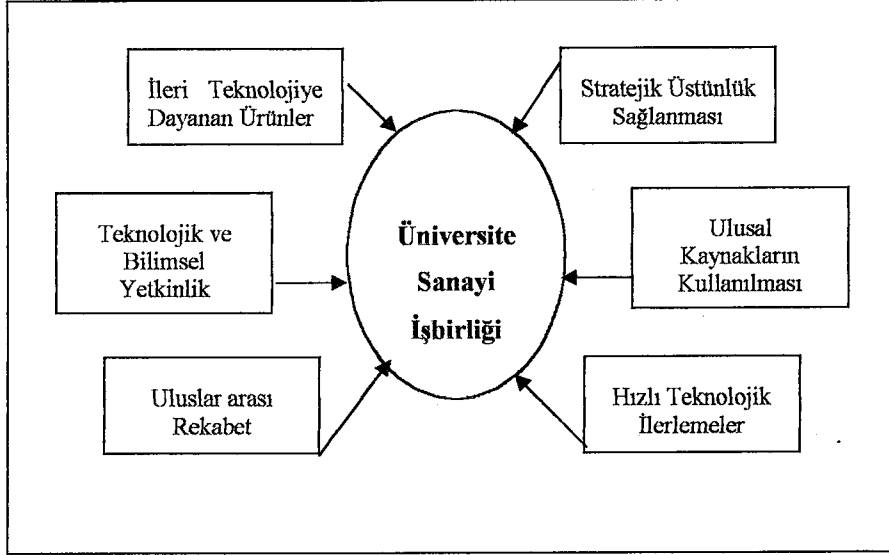 İleri Teknolojiye
Dayanan Ürünler
Stratejik Üstünlük
Sağlanması
Teknolojik ve
Bilimsel
Yetkinlik
Üniversite
Sanayi
İşbirliği
Ulusal
Kaynakların
Kullanılması
Uluslar arası
Rekabet
Hızlı Teknolojik
İlerlemeler